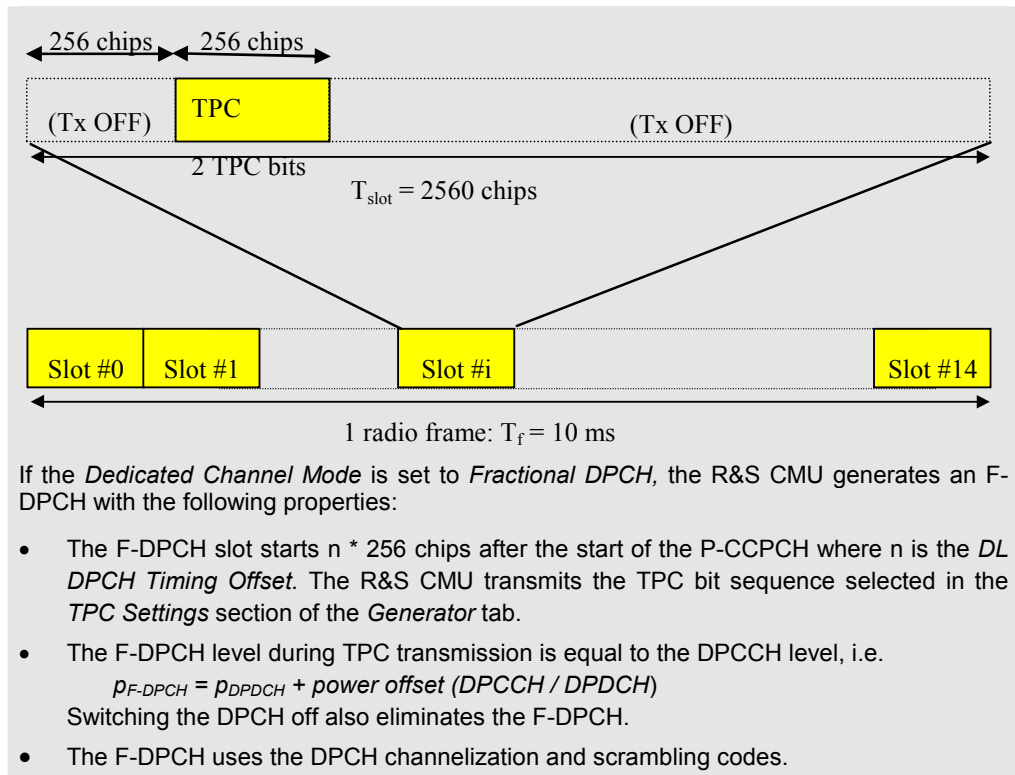 256 chips 256 chips
TPC
(Tx OFF) (Tx OFF)
2 TPC bits
Tslot = 2560 chips
Slot #0 Slot #1 Slot #i Slot #14
1 radio frame: Tf = 10 ms
If the Dedicated Channel Mode is set to Fractional DPCH, the R&S CMU generates an F-
DPCH with the following properties:
• The F-DPCH slot starts n * 256 chips after the start of the P-CCPCH where n is the DL
DPCH Timing Offset. The R&S CMU transmits the TPC bit sequence selected in the
TPC Settings section of the Generator tab.
• The F-DPCH level during TPC transmission is equal to the DPCCH level, i.e.
pF-DPCH = pDPDCH + power offset (DPCCH / DPDCH)
Switching the DPCH off also eliminates the F-DPCH.
• The F-DPCH uses the DPCH channelization and scrambling codes.